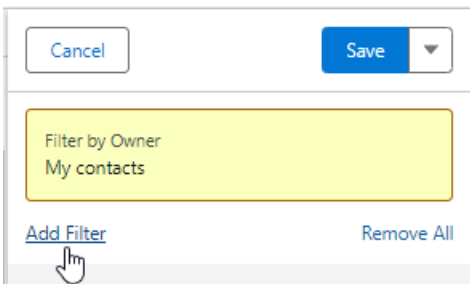 Cancel
Save
Filter by Owner
My contacts
Add Filter
Remove All